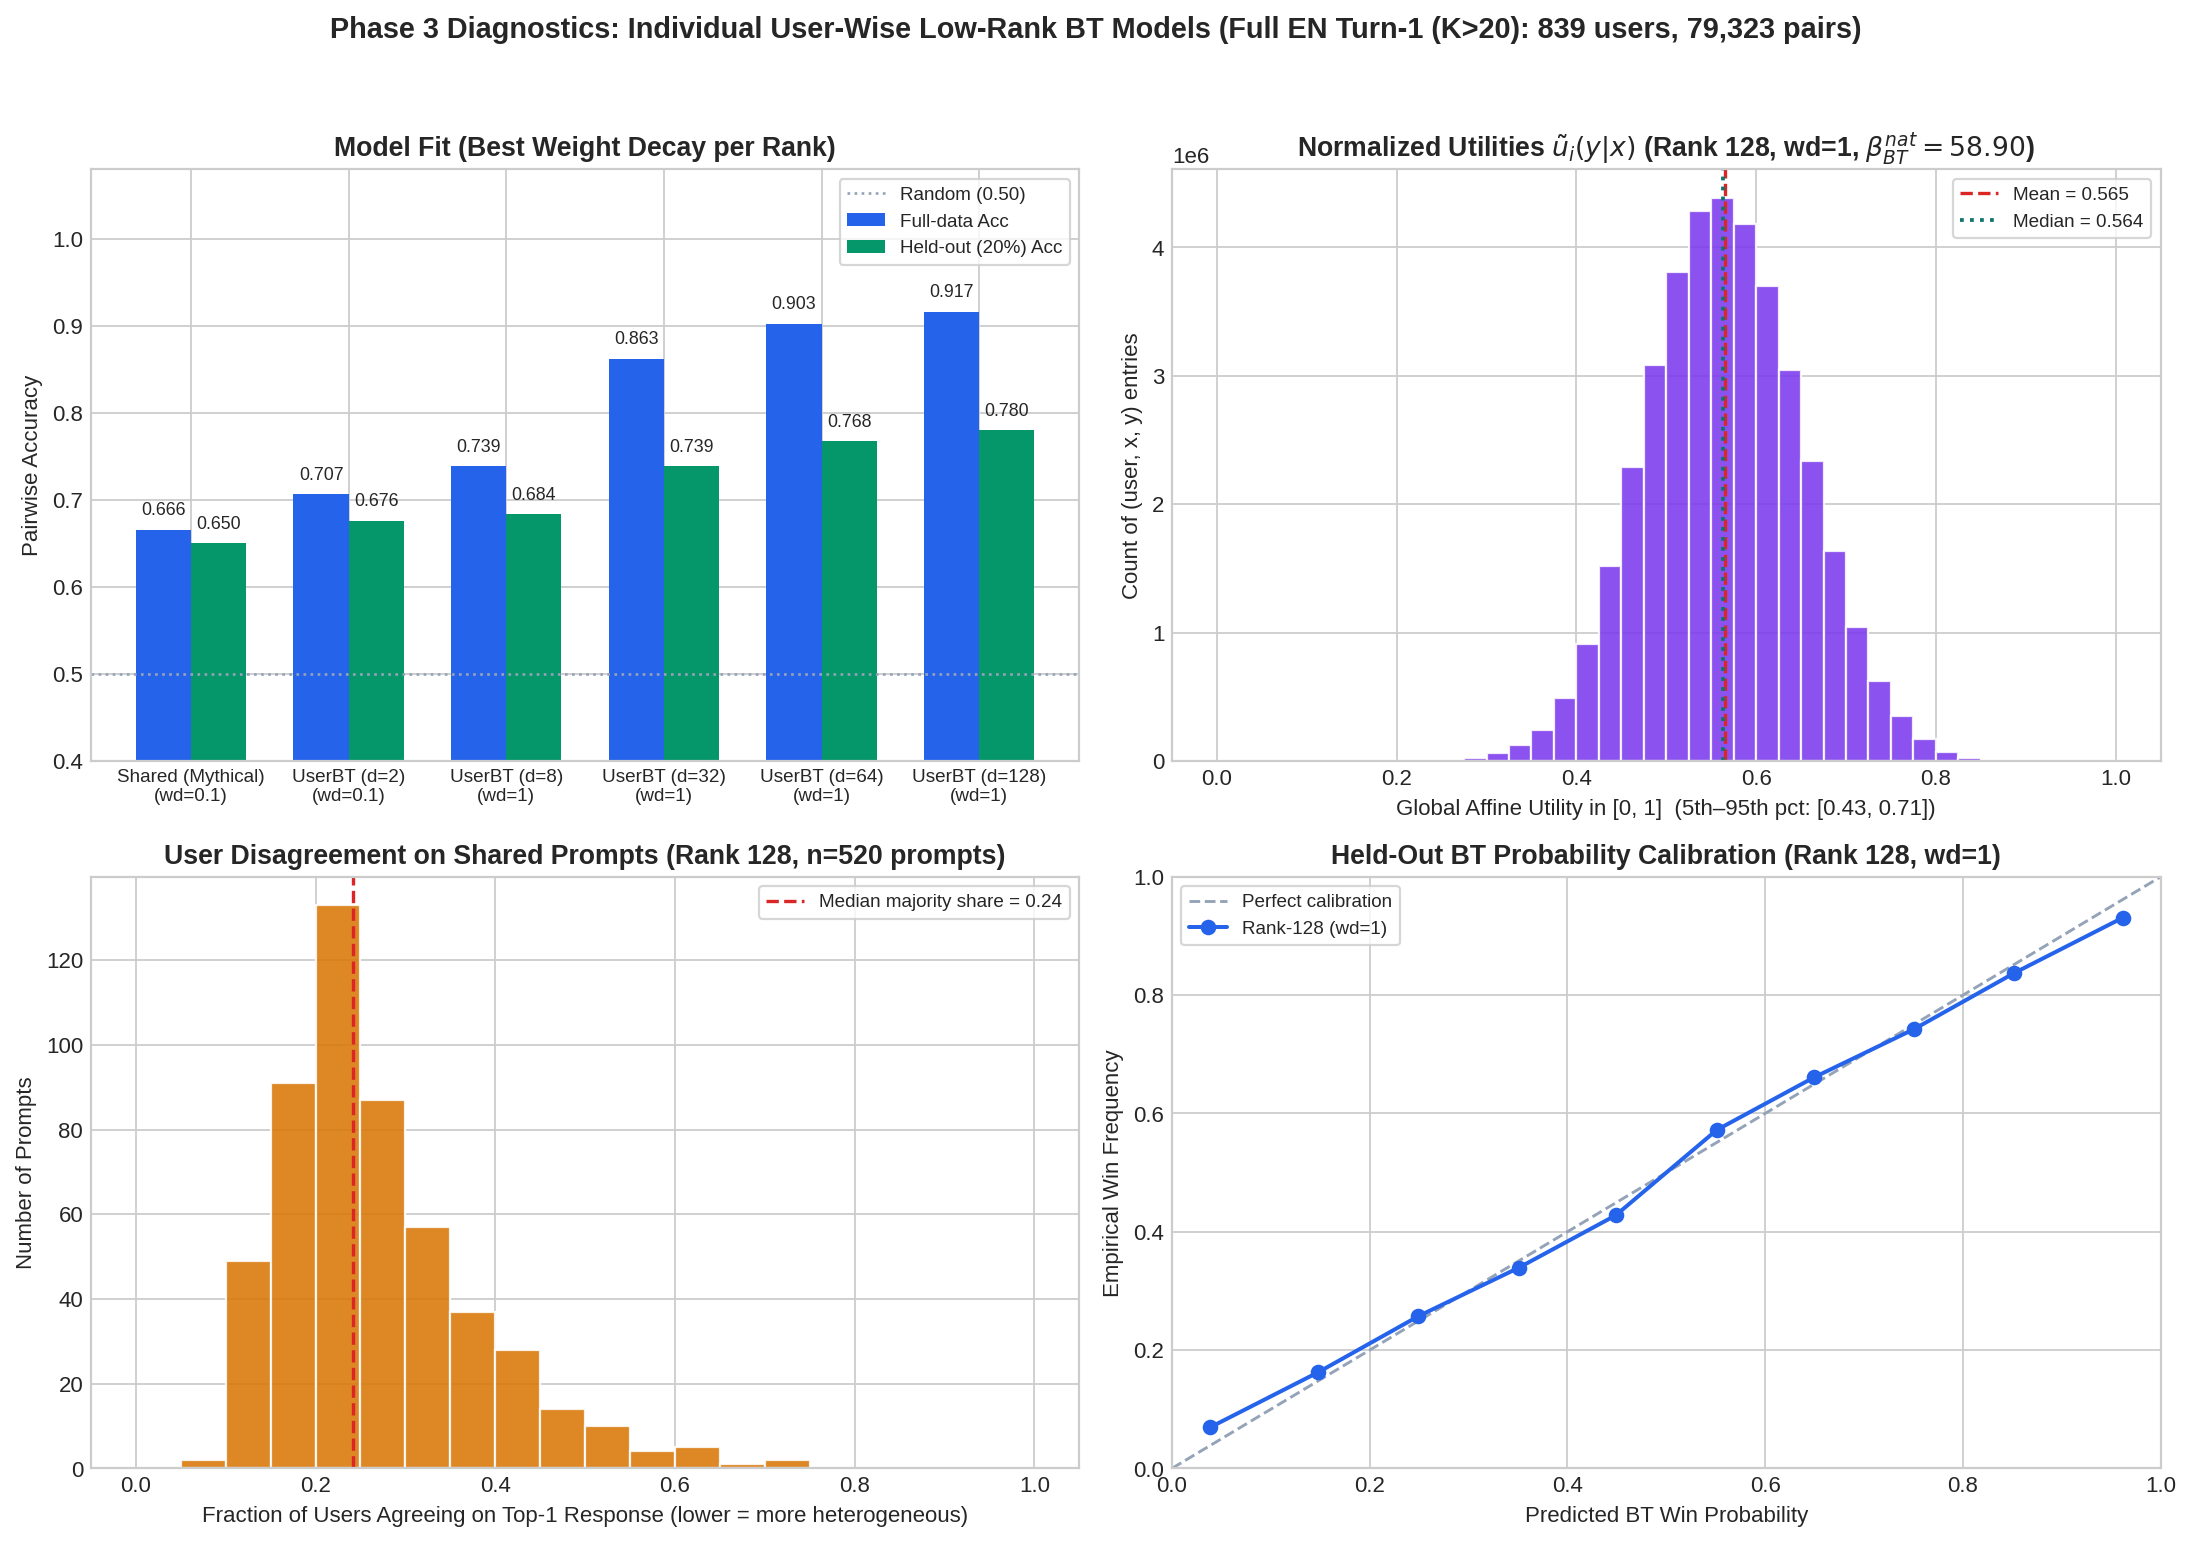 Phase 3 Diagnostics: Individual User-Wise Low-Rank BT Models (Full EN Turn-1 (K>20): 839 users, 79,323 pairs)
Model Fit (Best Weight Decay per Rank)
Random (0.50)
Full-data Acc
Held-out (20%) Acc
Pairwise Accuracy
1.0
0.9
0.8
0.7
0.6
0.5
0.4
0.666
0.650
0.707
0.676
0.739
0.684
0.863
0.739
0.903
0.768
0.917
0.780
Shared (Mythical)
(wd=0.1)
UserBT (d=2)
(wd=0.1)
UserBT (d=8)
(wd=1)
UserBT (d=32)
(wd=1)
UserBT (d=64)
(wd=1)
UserBT (d=128)
(wd=1)
Normalized Utilities ũᵢ(y|x) (Rank 128, wd=1, β_BT^nat = 58.90)
1e6
Mean = 0.565
Median = 0.564
Count of (user, x, y) entries
4
3
2
1
0
0.0 0.2 0.4 0.6 0.8 1.0
Global Affine Utility in [0, 1] (5th–95th pct: [0.43, 0.71])
User Disagreement on Shared Prompts (Rank 128, n=520 prompts)
Median majority share = 0.24
Number of Prompts
120
100
80
60
40
20
0
0.0 0.2 0.4 0.6 0.8 1.0
Fraction of Users Agreeing on Top-1 Response (lower = more heterogeneous)
Held-Out BT Probability Calibration (Rank 128, wd=1)
Perfect calibration
Rank-128 (wd=1)
Empirical Win Frequency
1.0
0.8
0.6
0.4
0.2
0.0
0.0 0.2 0.4 0.6 0.8 1.0
Predicted BT Win Probability